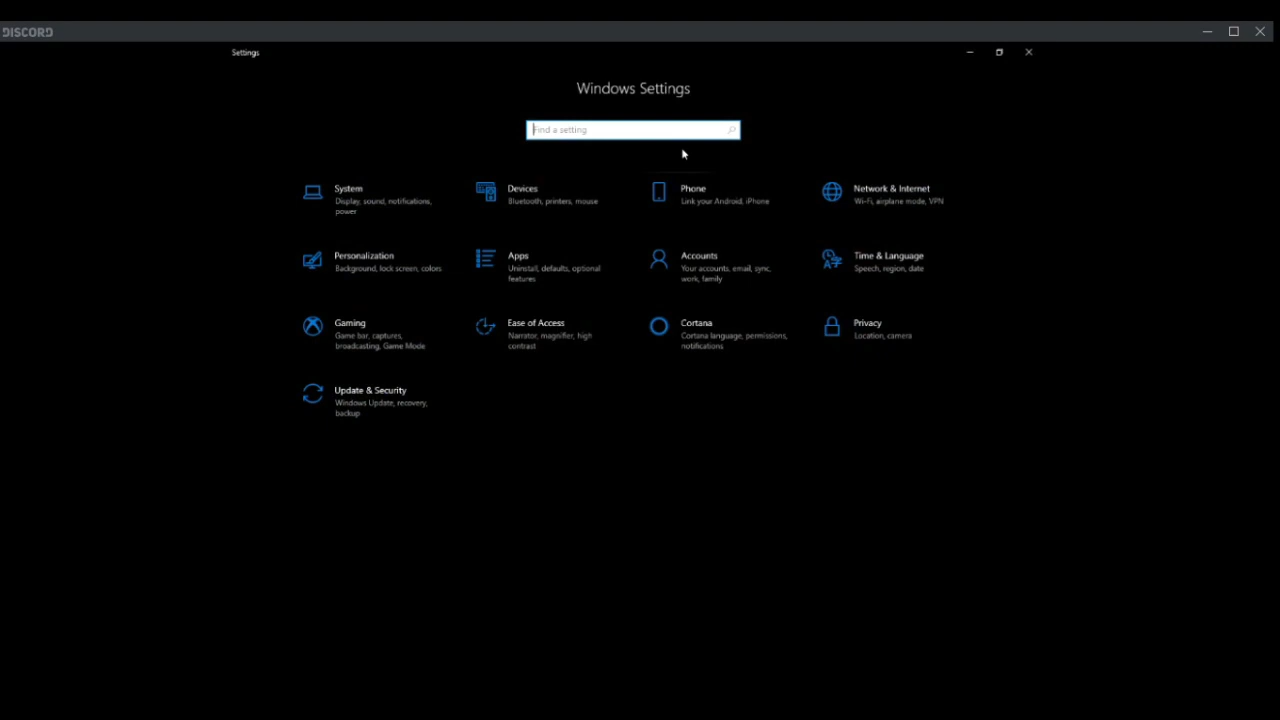 DISCORD
Settings
Windows Settings
Find a setting
System
Display, sound, notifications,
power
Devices
Bluetooth, printers, mouse
Phone
Link your Android, iPhone
Network & Internet
Wi-Fi, airplane mode, VPN
Personalization
Background, lock screen, colors
Apps
Uninstall, defaults, optional
features
Accounts
Your accounts, email, sync,
work, family
Time & Language
Speech, region, date
Gaming
Game bar, captures,
broadcasting, Game Mode
Ease of Access
Narrator, magnifier, high
contrast
Cortana
Cortana language, permissions,
notifications
Privacy
Location, camera
Update & Security
Windows Update, recovery,
backup